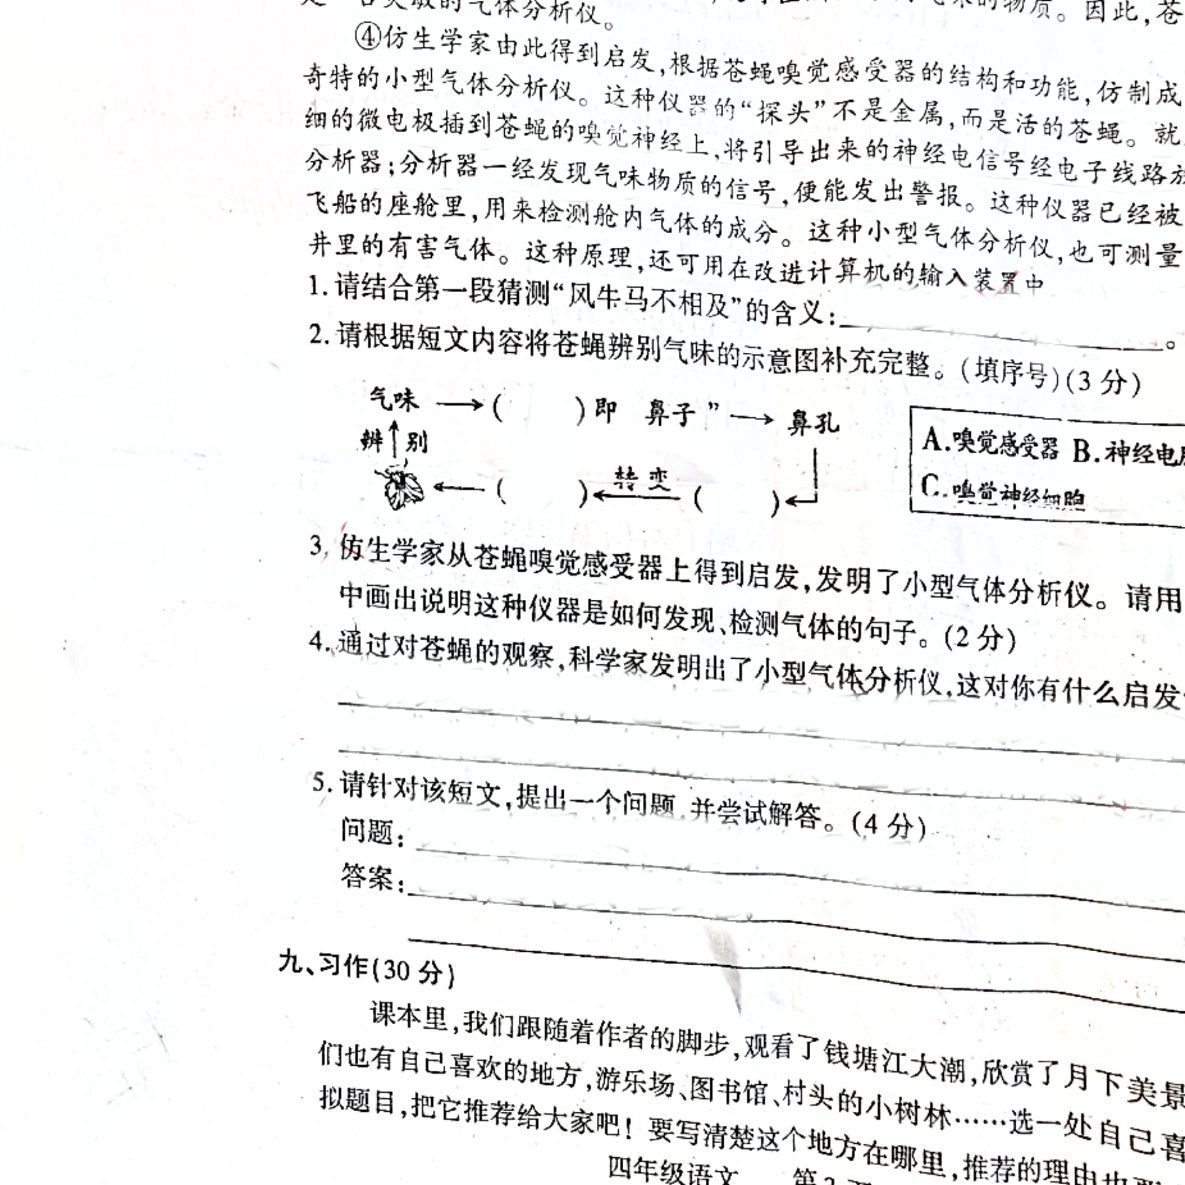 是一台灵敏的气体分析仪。
的物质。因此,苍
④仿生学家由此得到启发,根据苍蝇嗅觉感受器的结构和功能,仿制成
奇特的小型气体分析仪。这种仪器的“探头”不是金属,而是活的苍蝇。就
细的微电极插到苍蝇的嗅觉神经上,将引导出来的神经电信号经电子线路放
分析器;分析器一经发现气味物质的信号,便能发出警报。这种仪器已经被
飞船的座舱里,用来检测舱内气体的成分。这种小型气体分析仪,也可测量
井里的有害气体。这种原理,还可用在改进计算机的输入装置中
1.请结合第一段猜测“风牛马不相及”的含义:。
2.请根据短文内容将苍蝇辨别气味的示意图补充完整。(填序号)(3分)
气味 →( )即 鼻子” → 鼻孔
辨别
←( )转变←( )
A.嗅觉感受器 B.神经电
C.嗅觉神经细胞
3.仿生学家从苍蝇嗅觉感受器上得到启发,发明了小型气体分析仪。请用
中画出说明这种仪器是如何发现、检测气体的句子。(2分)
4.通过对苍蝇的观察,科学家发明出了小型气体分析仪,这对你有什么启发
5.请针对该短文,提出一个问题,并尝试解答。(4分)
问题:
答案:
九、习作(30分)
课本里,我们跟随着作者的脚步,观看了钱塘江大潮,欣赏了月下美景
们也有自己喜欢的地方,游乐场、图书馆、村头的小树林……选一处自己喜
拟题目,把它推荐给大家吧!要写清楚这个地方在哪里,推荐的理由
四年级语文 第